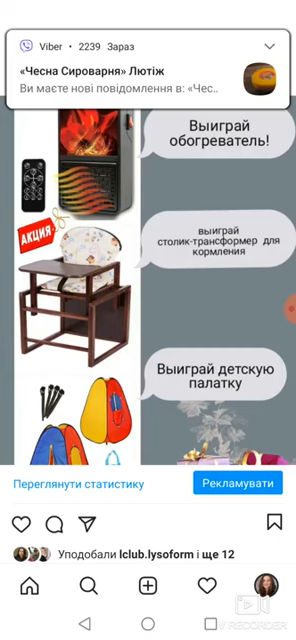 Viber • 2239 Зараз
«Чесна Сироварня» Лютіж
Ви маєте нові повідомлення в: «Чес..
Выиграй
обогреватель!
АКЦИЯ
выиграй
столик-трансформер для
кормления
Выиграй детскую
палатку
Переглянути статистику
Рекламувати
Уподобали lclub.lysoform і ще 12
RECORDER